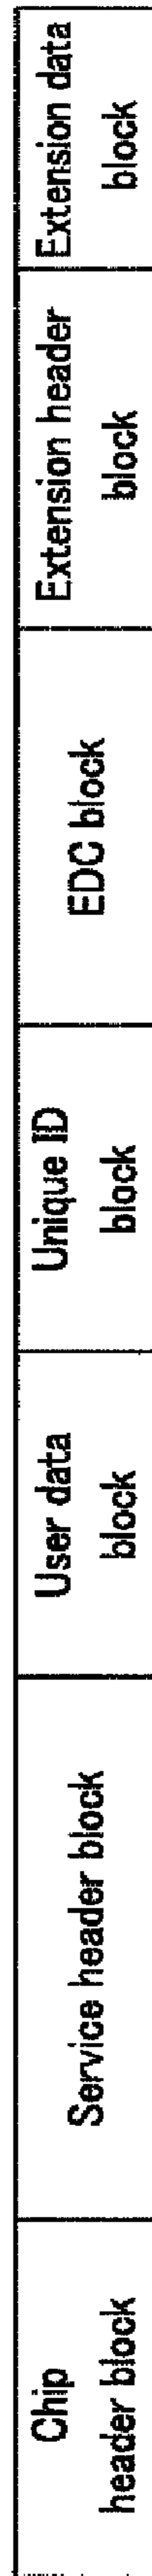 Chip
header block
Service header block
User data
block
Unique ID
block
EDC block
Extension header
block
Extension data
block